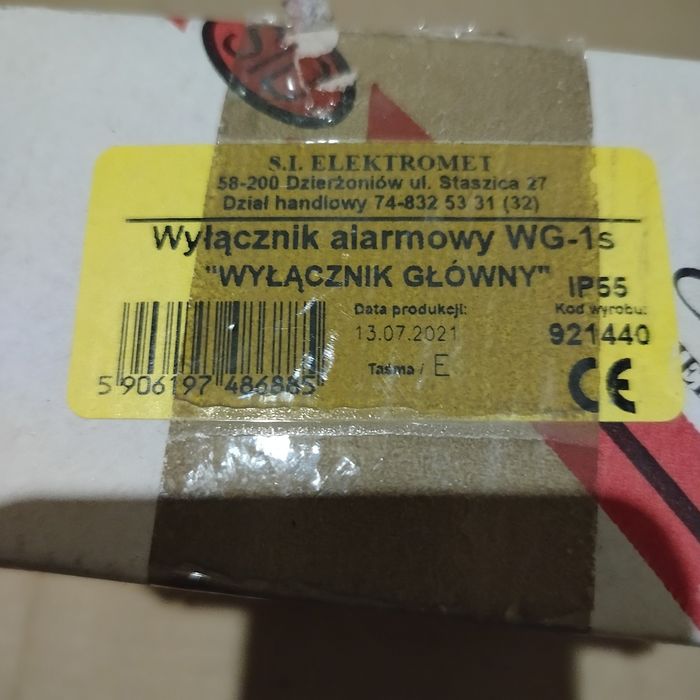 S.I. ELEKTROMET
58-200 Dzierżoniów ul. Staszica 27
Dział handlowy 74-832 53 31 (32)
Wyłącznik alarmowy WG-1s
"WYŁĄCZNIK GŁÓWNY"
IP55
Data produkcji:
13.07.2021
Kod wyrobu:
921440
Taśma / E
CE
5 906197 486885